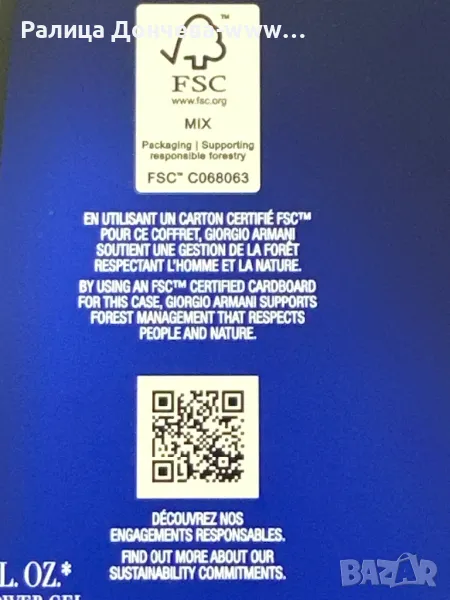 Ралица Дончева-www...
™
FSC
www.fsc.org
MIX
Packaging | Supporting
responsible forestry
FSC™ C068063
EN UTILISANT UN CARTON CERTIFIÉ FSC™
POUR CE COFFRET, GIORGIO ARMANI
SOUTIENT UNE GESTION DE LA FORÊT
RESPECTANT L'HOMME ET LA NATURE.
BY USING AN FSC™ CERTIFIED CARDBOARD
FOR THIS CASE, GIORGIO ARMANI SUPPORTS
FOREST MANAGEMENT THAT RESPECTS
PEOPLE AND NATURE.
DÉCOUVREZ NOS
ENGAGEMENTS RESPONSABLES.
FIND OUT MORE ABOUT OUR
SUSTAINABILITY COMMITMENTS.
L. OZ.*
GEL
BAZAR